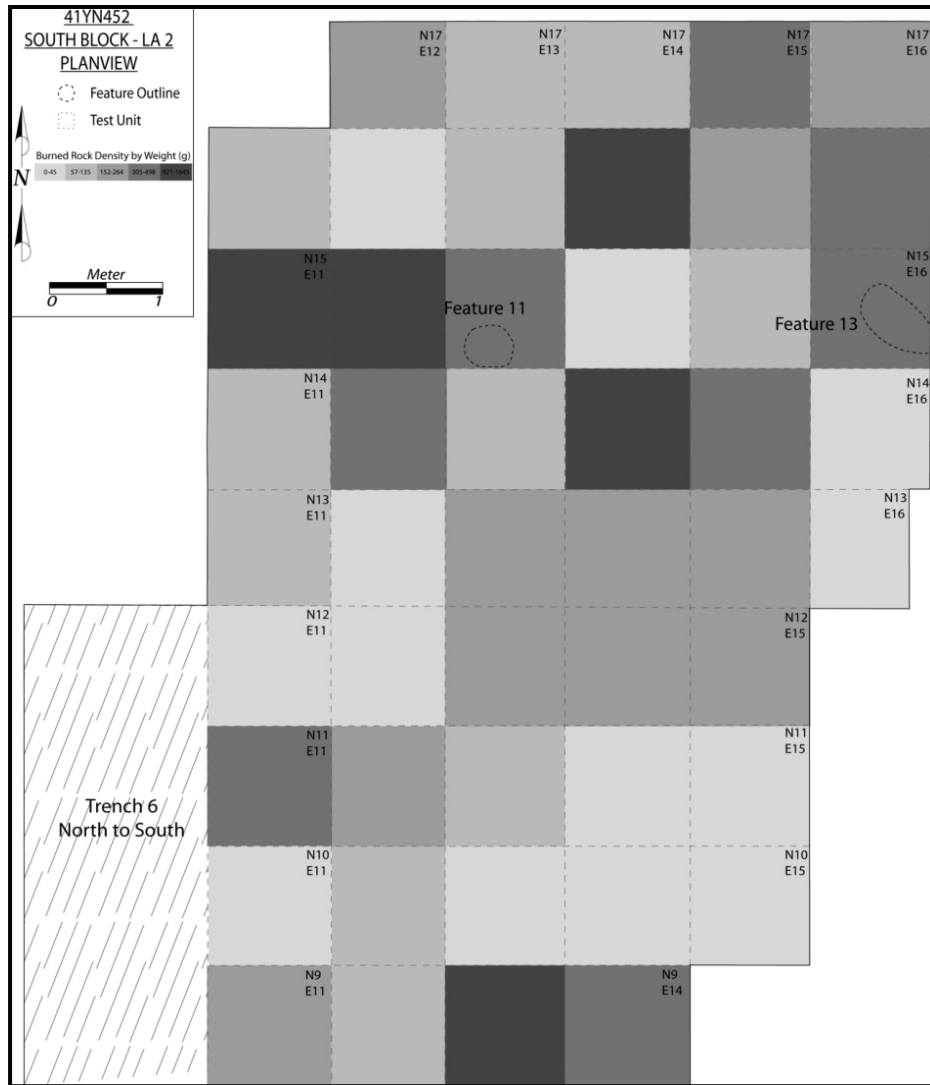 41YN452
SOUTH BLOCK - LA 2
PLANVIEW
Feature Outline
Test Unit
Burned Rock Density by Weight (g)
0-45 57-135 152-264 305-498
N
Meter
0 1
N17 N17 N17 N17 N17
E12 E13 E14 E15 E16
N15 N15
E11 E16
Feature 11
Feature 13
N14 N14
E11 E16
N13 N13
E11 E16
N12 N12
E11 E15
N11 N11
E11 E15
Trench 6
North to South
N10 N10
E11 E15
N9 N9
E11 E14